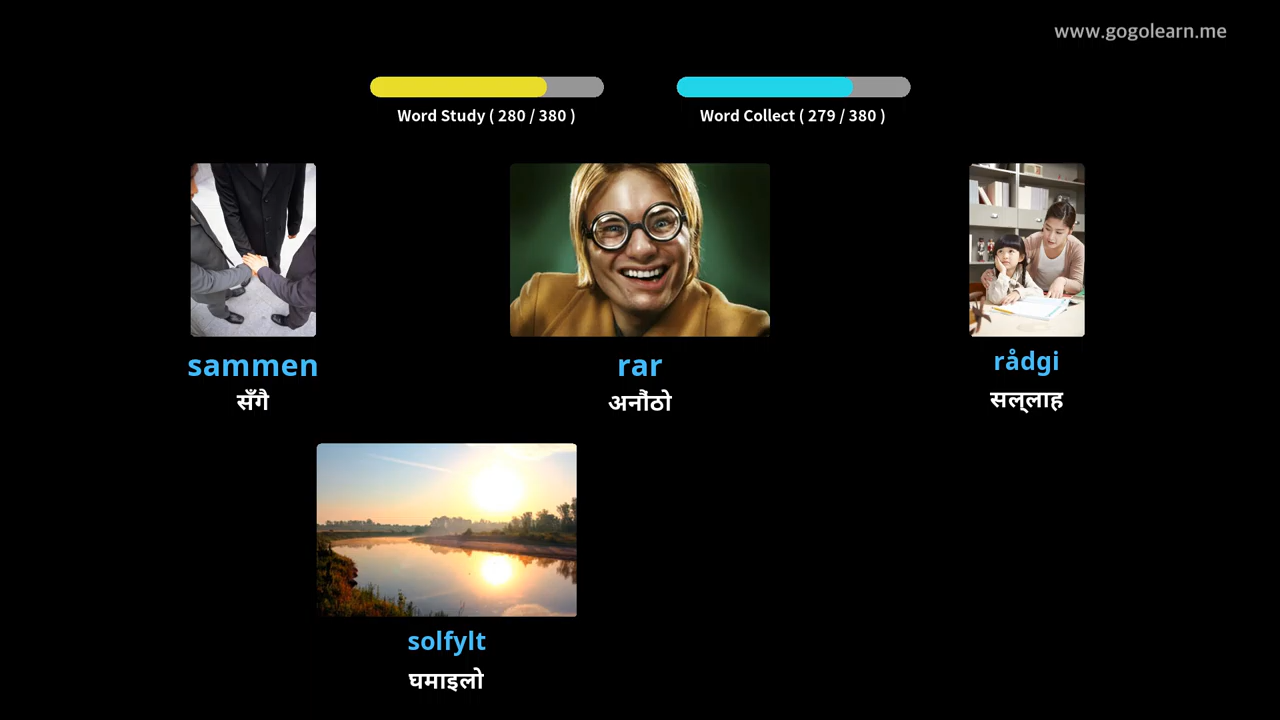 www.gogolearn.me
Word Study ( 280 / 380 )
Word Collect ( 279 / 380 )
sammen
सँगै
rar
अनौंठो
rådgi
सल्लाह
solfylt
घमाइलो